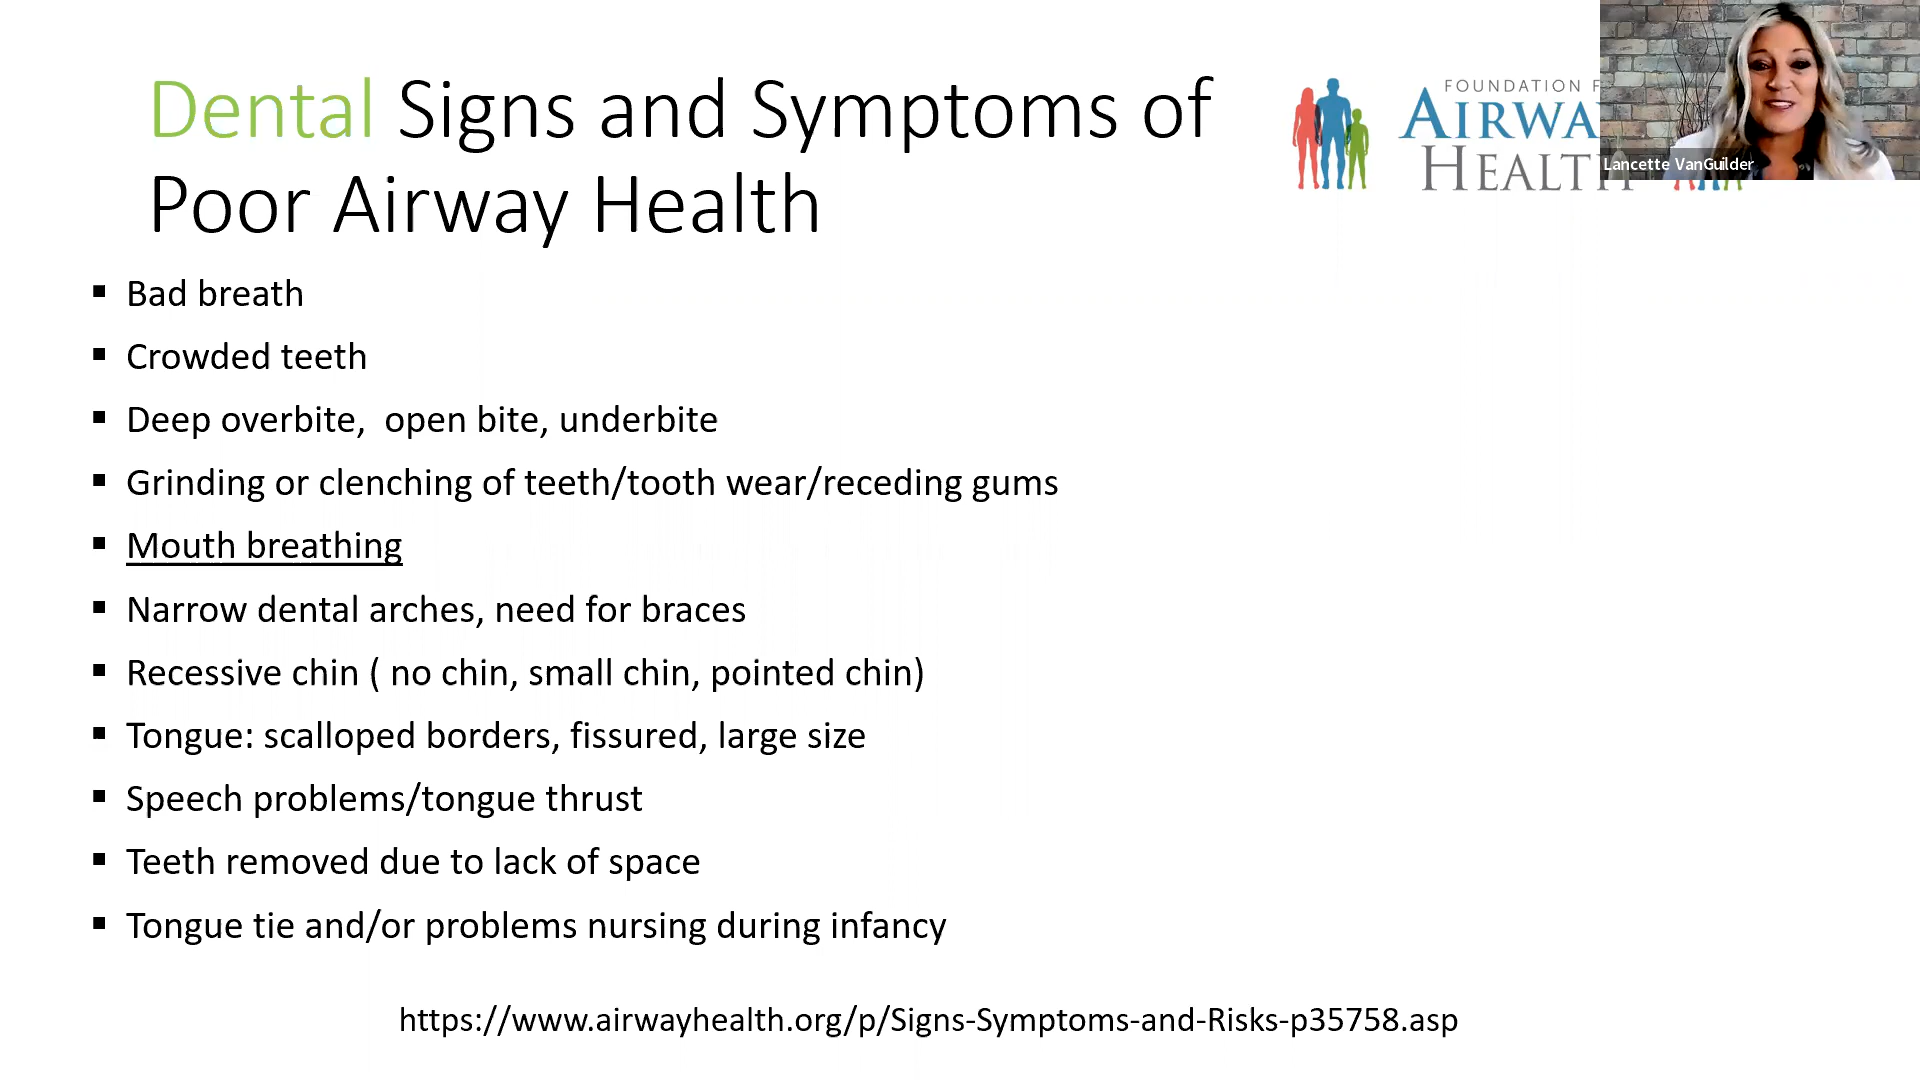 Dental Signs and Symptoms of
Poor Airway Health
FOUNDATION F
AIRWA
HEALTH
Lancette VanGuilder
▪ Bad breath
▪ Crowded teeth
▪ Deep overbite,  open bite, underbite
▪ Grinding or clenching of teeth/tooth wear/receding gums
▪ Mouth breathing
▪ Narrow dental arches, need for braces
▪ Recessive chin ( no chin, small chin, pointed chin)
▪ Tongue: scalloped borders, fissured, large size
▪ Speech problems/tongue thrust
▪ Teeth removed due to lack of space
▪ Tongue tie and/or problems nursing during infancy
https://www.airwayhealth.org/p/Signs-Symptoms-and-Risks-p35758.asp